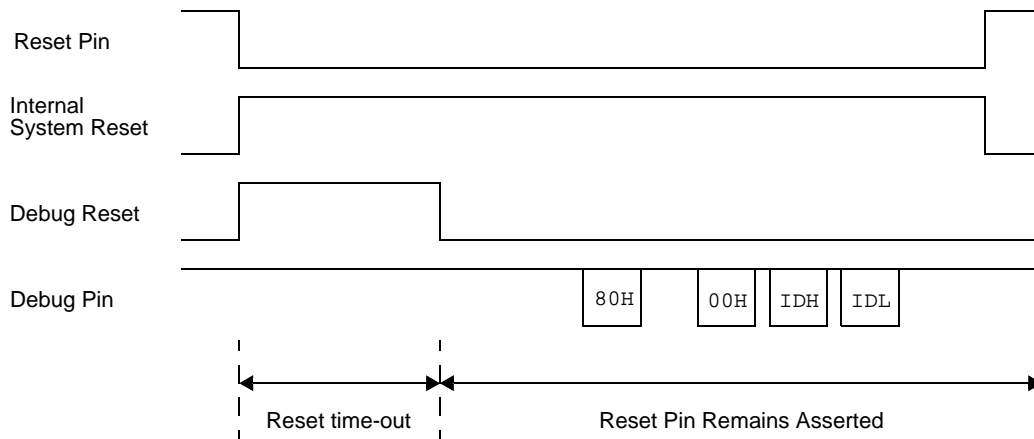 Reset Pin
Internal
System Reset
Debug Reset
Debug Pin
80H
00H
IDH
IDL
Reset time-out
Reset Pin Remains Asserted